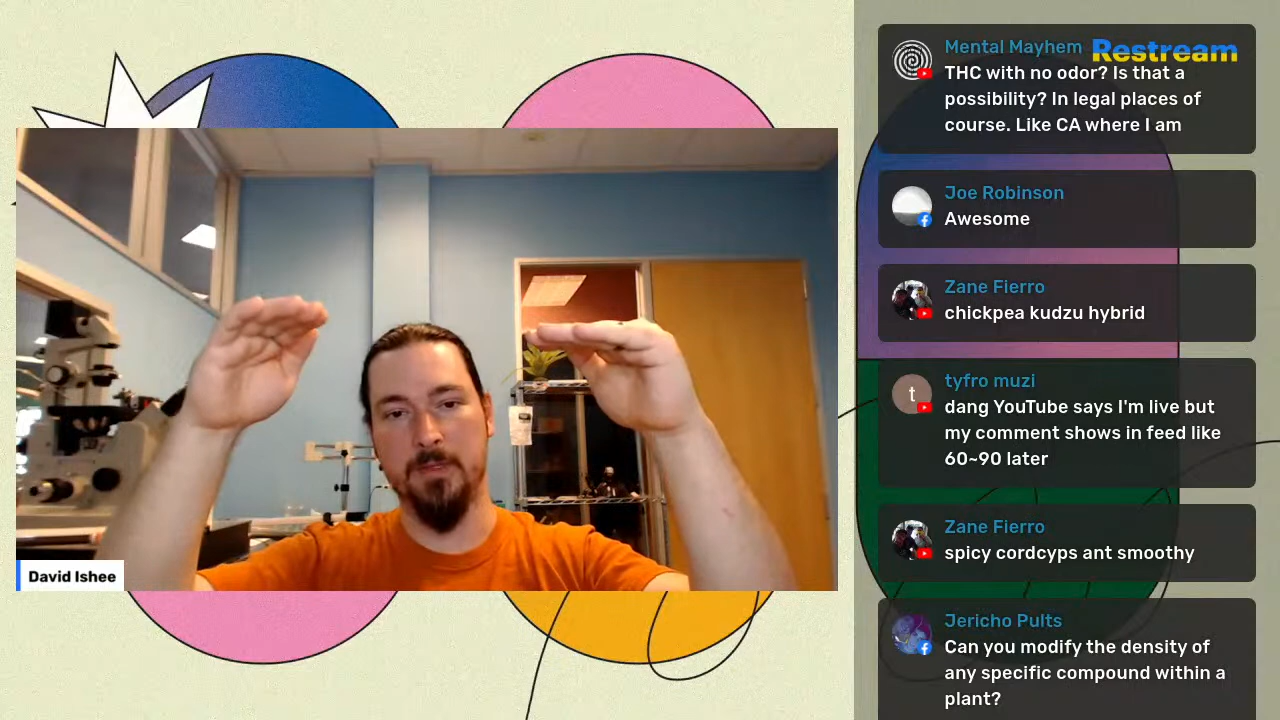 Mental Mayhem
Restream
THC with no odor? Is that a
possibility? In legal places of
course. Like CA where I am
Joe Robinson
Awesome
Zane Fierro
chickpea kudzu hybrid
t
tyfro muzi
dang YouTube says I'm live but
my comment shows in feed like
60~90 later
Zane Fierro
spicy cordcyps ant smoothy
Jericho Pults
Can you modify the density of
any specific compound within a
plant?
David Ishee